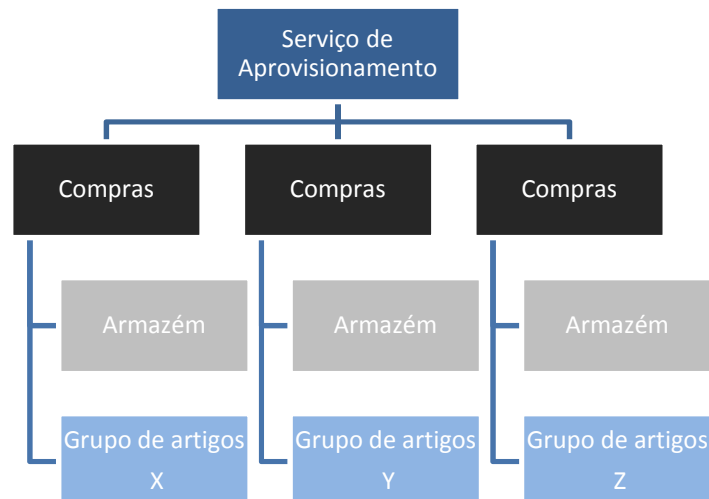 Serviço de
Aprovisionamento
Compras
Compras
Compras
Armazém
Armazém
Armazém
Grupo de artigos
X
Grupo de artigos
Y
Grupo de artigos
Z